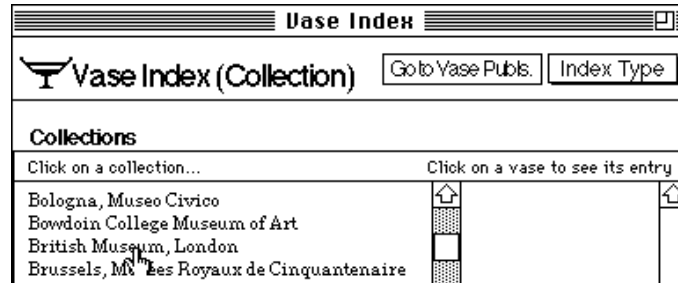 Vase Index
Vase Index (Collection)
Go to Vase Publs.
Index Type
Collections
Click on a collection...
Click on a vase to see its entry
Bologna, Museo Civico
Bowdoin College Museum of Art
British Museum, London
Brussels, Royaux de Cinquantenaire